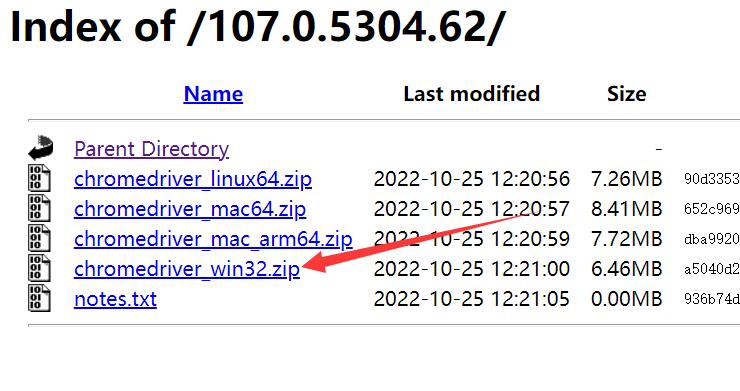 Index of /107.0.5304.62/
Name Last modified Size
Parent Directory -
chromedriver_linux64.zip 2022-10-25 12:20:56 7.26MB 90d3353
chromedriver_mac64.zip 2022-10-25 12:20:57 8.41MB 652c969
chromedriver_mac_arm64.zip 2022-10-25 12:20:59 7.72MB dba9920
chromedriver_win32.zip 2022-10-25 12:21:00 6.46MB a5040d2
notes.txt 2022-10-25 12:21:05 0.00MB 936b74d